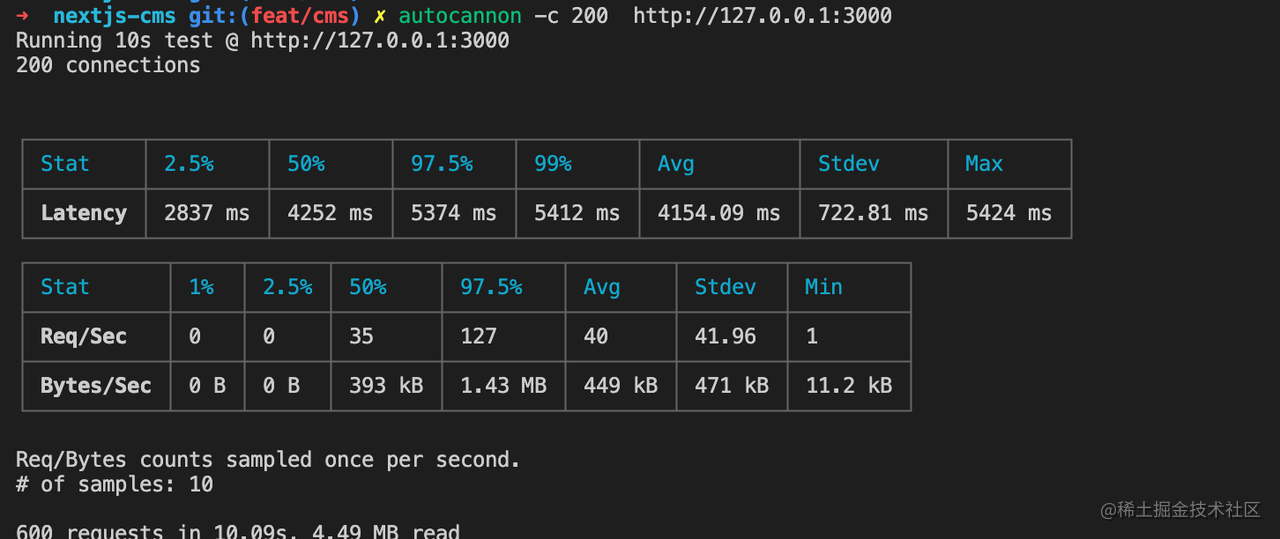 → nextjs-cms git:(feat/cms) ✗ autocannon -c 200  http://127.0.0.1:3000
Running 10s test @ http://127.0.0.1:3000
200 connections
Stat 2.5% 50% 97.5% 99% Avg Stdev Max
Latency 2837 ms 4252 ms 5374 ms 5412 ms 4154.09 ms 722.81 ms 5424 ms
Stat 1% 2.5% 50% 97.5% Avg Stdev Min
Req/Sec 0 0 35 127 40 41.96 1
Bytes/Sec 0 B 0 B 393 kB 1.43 MB 449 kB 471 kB 11.2 kB
Req/Bytes counts sampled once per second.
# of samples: 10
600 requests in 10.09s, 4.49 MB read
@稀土掘金技术社区